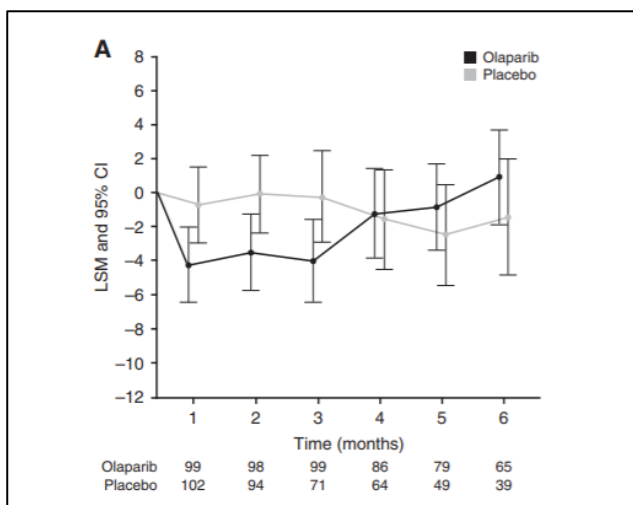 A
Olaparib
Placebo
8
6
4
2
0
−2
−4
−6
−8
−10
−12
LSM and 95% CI
1 2 3 4 5 6
Time (months)
Olaparib 99 98 99 86 79 65
Placebo 102 94 71 64 49 39